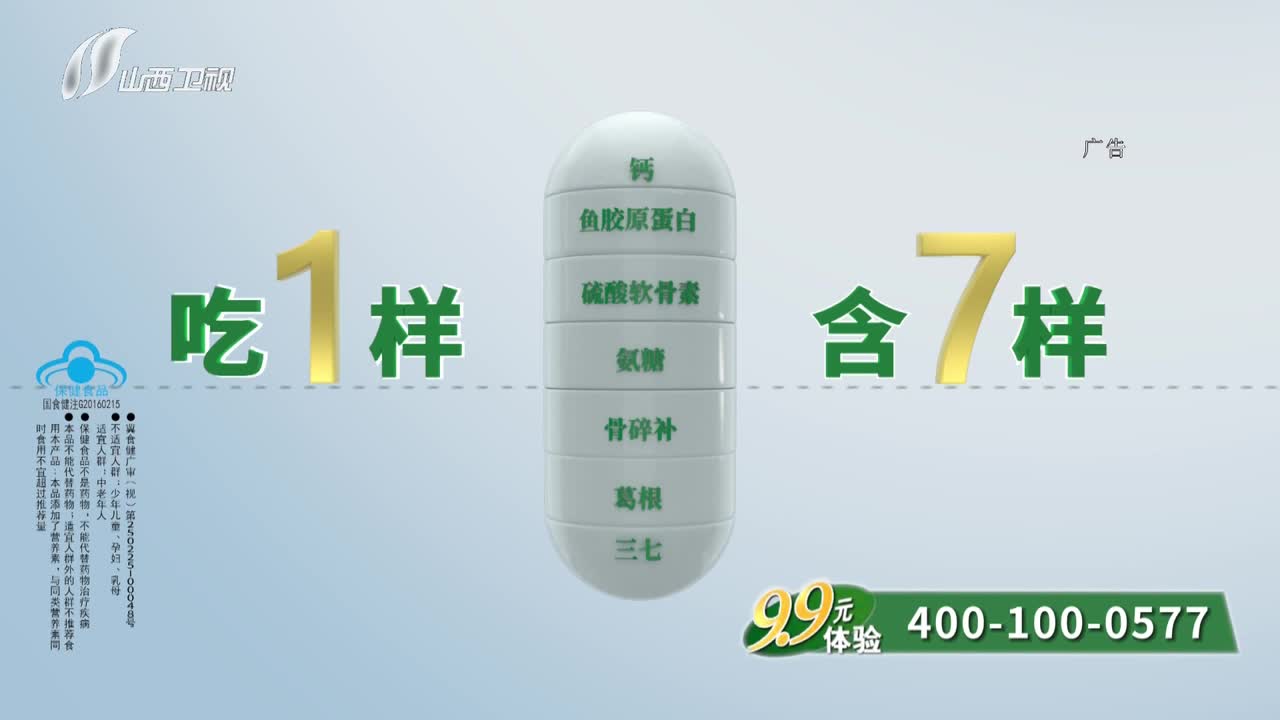 山西卫视
广告
吃1样
含7样
钙
鱼胶原蛋白
硫酸软骨素
氨糖
骨碎补
葛根
三七
保健食品
国食健注G20160215
●冀食健广审（视）第250225-00048号
●不适宜人群：少年儿童、孕妇、乳母
适宜人群：中老年人
●保健食品不是药物，不能代替药物治疗疾病
●本品不能代替药物；适宜人群外的人群不推荐食
用本产品；本品添加了营养素，与同类营养素同
时食用不宜超过推荐量
9.9元
体验
400-100-0577